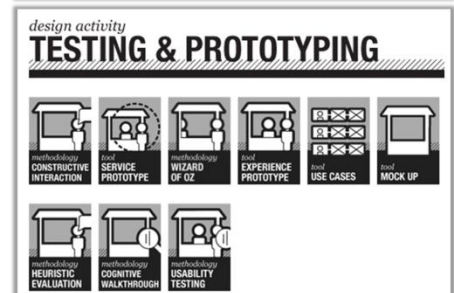 design activity
TESTING & PROTOTYPING
methodology
CONSTRUCTIVE
INTERACTION
tool
SERVICE
PROTOTYPE
methodology
WIZARD
OF OZ
tool
EXPERIENCE
PROTOTYPE
tool
USE CASES
tool
MOCK UP
methodology
HEURISTIC
EVALUATION
methodology
COGNITIVE
WALKTHROUGH
methodology
USABILITY
TESTING